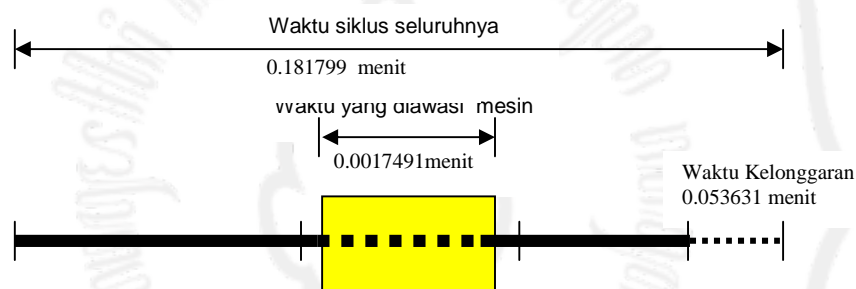 Waktu siklus seluruhnya
0.181799 menit
Waktu yang diawasi mesin
0.0017491menit
Waktu Kelonggaran
0.053631 menit